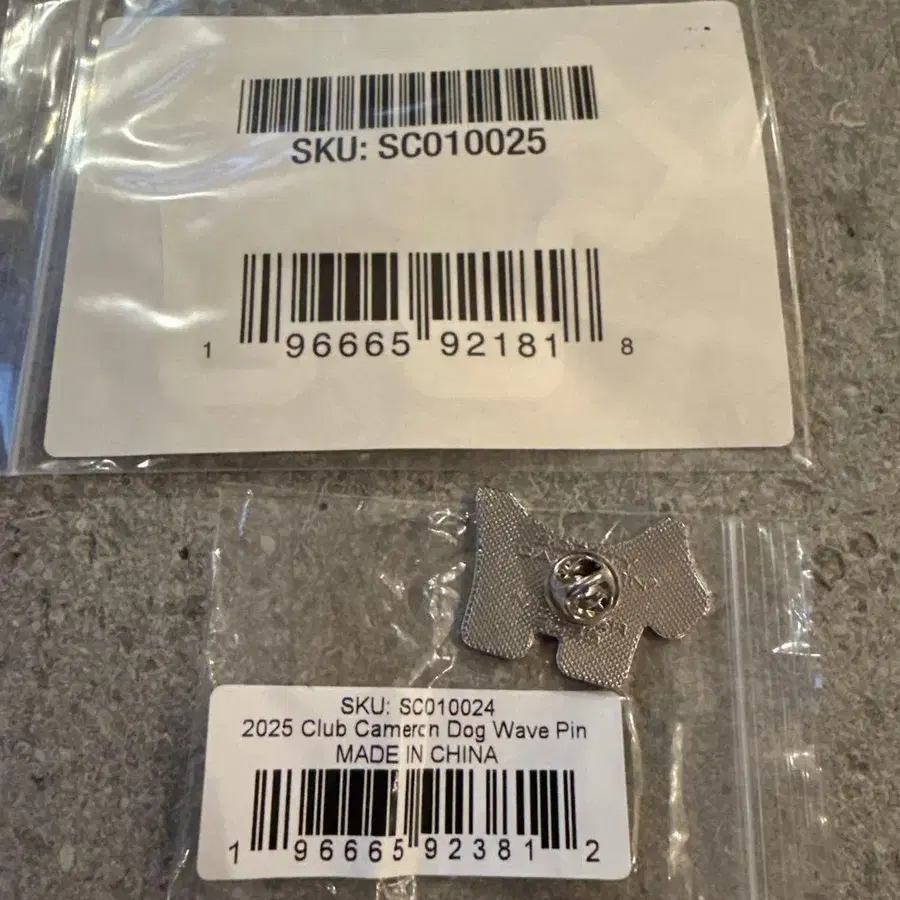 SKU: SC010025
1 96665 92181 8
SKU: SC010024
2025 Club Cameron Dog Wave Pin
MADE IN CHINA
1 96665 92381 2